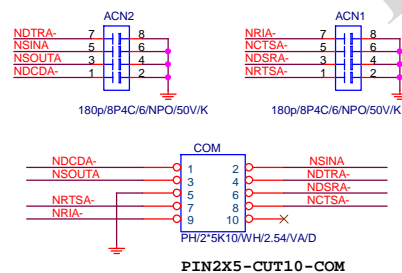 ACN2
NDTRA- 7 8
NSINA 5 6
NSOUTA 3 4
NDCDA- 1 2
180p/8P4C/6/NPO/50V/K
ACN1
NRIA- 7 8
NCTSA- 5 6
NDSRA- 3 4
NRTSA- 1 2
180p/8P4C/6/NPO/50V/K
COM
NDCDA- 1 2 NSINA
NSOUTA 3 4 NDTRA-
5 6 NDSRA-
NRTSA- 7 8 NCTSA-
NRIA- 9 10
PH/2*5K10/WH/2.54/VA/D
PIN2X5-CUT10-COM